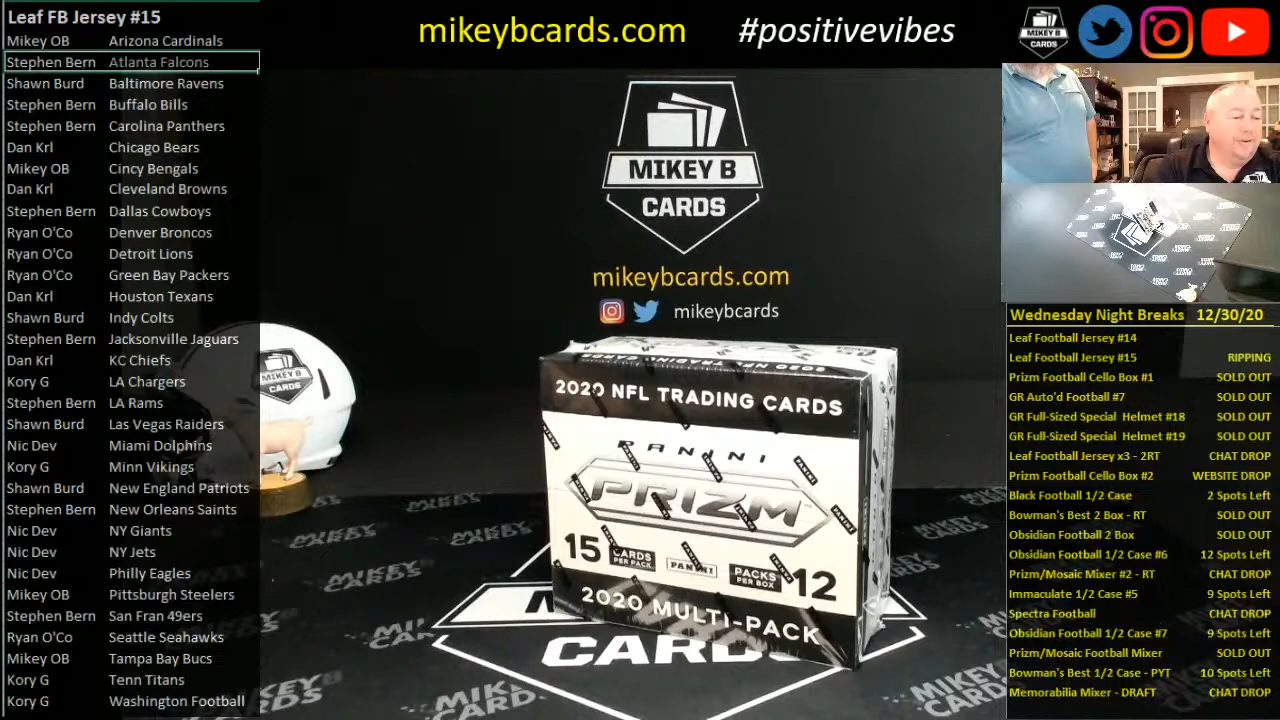 Leaf FB Jersey #15
Mikey OB Arizona Cardinals
Stephen Bern Atlanta Falcons
Shawn Burd Baltimore Ravens
Stephen Bern Buffalo Bills
Stephen Bern Carolina Panthers
Dan Krl Chicago Bears
Mikey OB Cincy Bengals
Dan Krl Cleveland Browns
Stephen Bern Dallas Cowboys
Ryan O'Co Denver Broncos
Ryan O'Co Detroit Lions
Ryan O'Co Green Bay Packers
Dan Krl Houston Texans
Shawn Burd Indy Colts
Stephen Bern Jacksonville Jaguars
Dan Krl KC Chiefs
Kory G LA Chargers
Stephen Bern LA Rams
Shawn Burd Las Vegas Raiders
Nic Dev Miami Dolphins
Kory G Minn Vikings
Shawn Burd New England Patriots
Stephen Bern New Orleans Saints
Nic Dev NY Giants
Nic Dev NY Jets
Nic Dev Philly Eagles
Mikey OB Pittsburgh Steelers
Stephen Bern San Fran 49ers
Ryan O'Co Seattle Seahawks
Mikey OB Tampa Bay Bucs
Kory G Tenn Titans
Kory G Washington Football
mikeybcards.com #positivevibes
MIKEY B
CARDS
MIKEY B
CARDS
mikeybcards.com
mikeybcards
2020 NFL TRADING CARDS
PANINI
PRIZM
15 CARDS PER PACK PANINI PACKS PER BOX 12
2020 MULTI-PACK
CARDS
Wednesday Night Breaks 12/30/20
Leaf Football Jersey #14
Leaf Football Jersey #15 RIPPING
Prizm Football Cello Box #1 SOLD OUT
GR Auto'd Football #7 SOLD OUT
GR Full-Sized Special Helmet #18 SOLD OUT
GR Full-Sized Special Helmet #19 SOLD OUT
Leaf Football Jersey x3 - 2RT CHAT DROP
Prizm Football Cello Box #2 WEBSITE DROP
Black Football 1/2 Case 2 Spots Left
Bowman's Best 2 Box - RT SOLD OUT
Obsidian Football 2 Box SOLD OUT
Obsidian Football 1/2 Case #6 12 Spots Left
Prizm/Mosaic Mixer #2 - RT CHAT DROP
Immaculate 1/2 Case #5 9 Spots Left
Spectra Football CHAT DROP
Obsidian Football 1/2 Case #7 9 Spots Left
Prizm/Mosaic Football Mixer SOLD OUT
Bowman's Best 1/2 Case - PYT 10 Spots Left
Memorabilia Mixer - DRAFT CHAT DROP